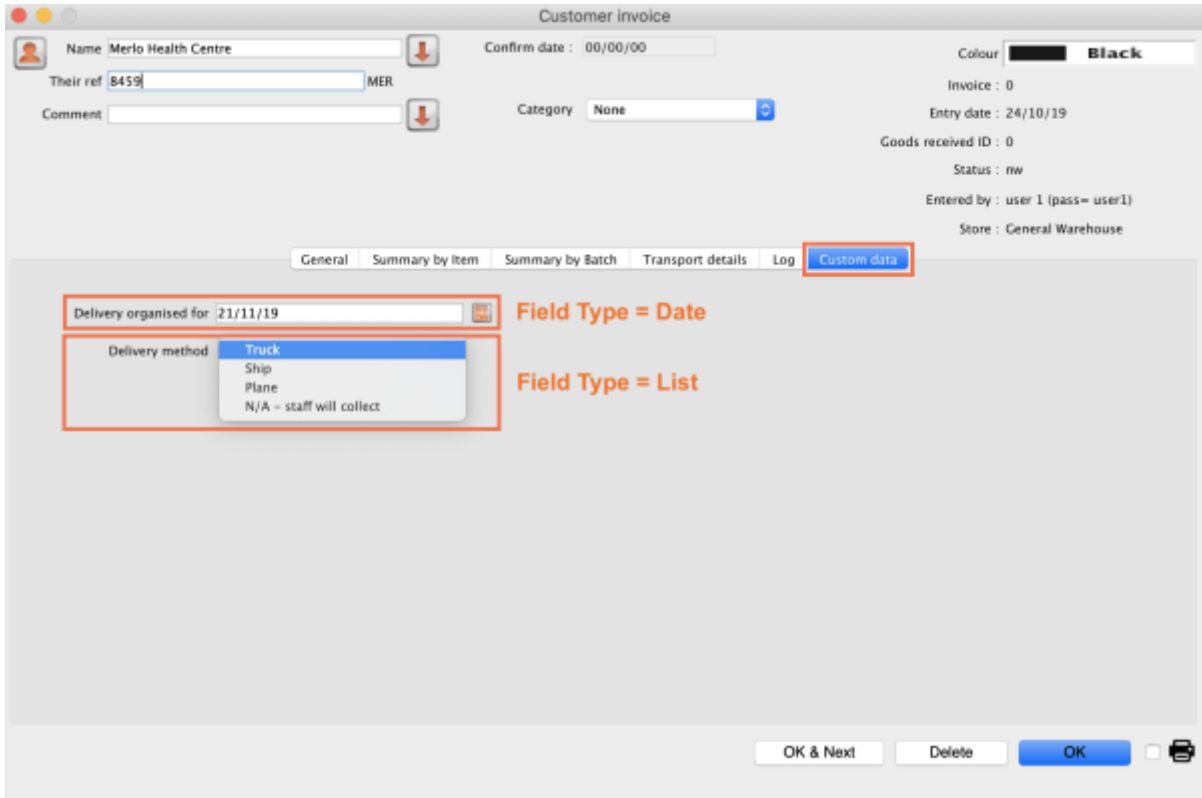 Customer invoice
Name Merlo Health Centre
Confirm date : 00/00/00
Colour Black
Their ref 8459 MER
Invoice : 0
Comment
Category None
Entry date : 24/10/19
Goods received ID : 0
Status : nw
Entered by : user 1 (pass= user1)
Store : General Warehouse
General Summary by Item Summary by Batch Transport details Log Custom data
Delivery organised for 21/11/19 Field Type = Date
Delivery method Truck
Ship
Plane Field Type = List
N/A – staff will collect
OK & Next Delete OK